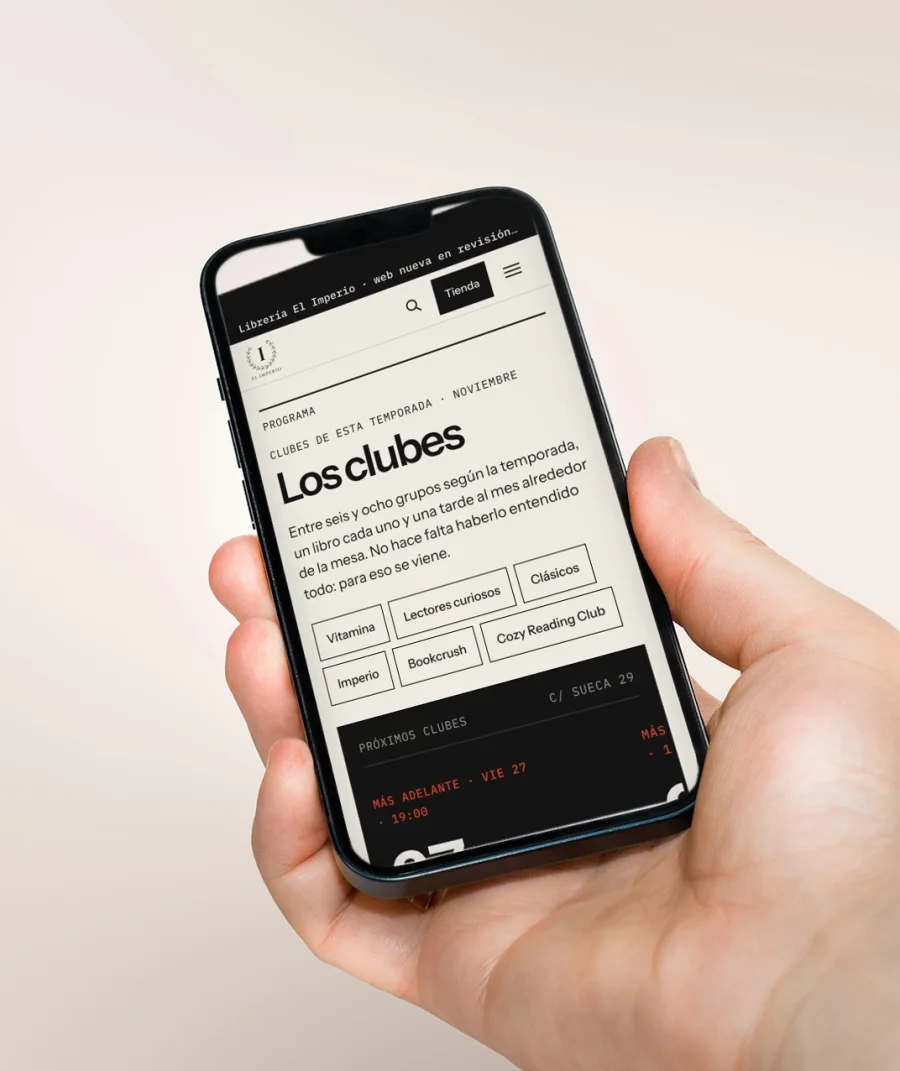 Librería El Imperio · web nueva en revisión…
Tienda
I
EL IMPERIO
PROGRAMA
CLUBES DE ESTA TEMPORADA · NOVIEMBRE
Los clubes
Entre seis y ocho grupos según la temporada,
un libro cada uno y una tarde al mes alrededor
de la mesa. No hace falta haberlo entendido
todo: para eso se viene.
Vitamina
Lectores curiosos
Clásicos
Imperio
Bookcrush
Cozy Reading Club
PRÓXIMOS CLUBES
C/ SUECA 29
MÁS ADELANTE · VIE 27
· 19:00
MÁS
· 1